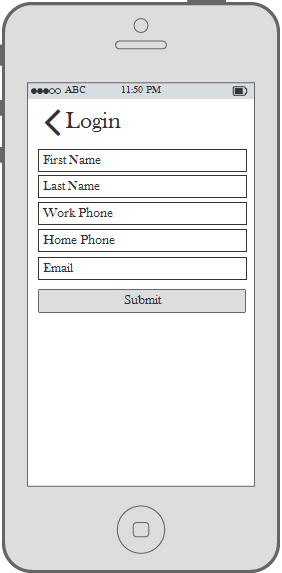 ABC 11:50 PM
Login
First Name
Last Name
Work Phone
Home Phone
Email
Submit